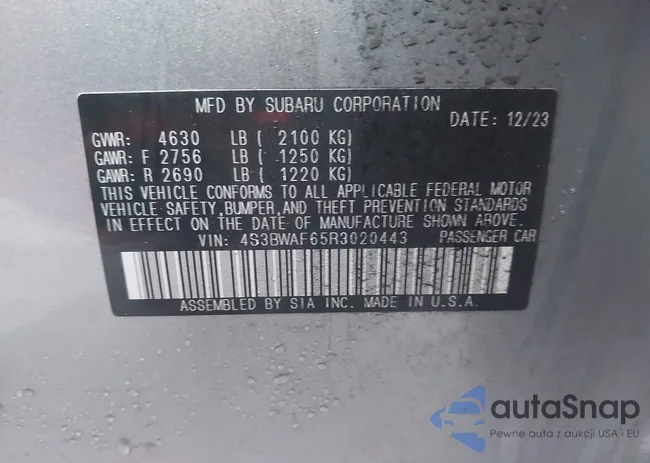 MFD BY SUBARU CORPORATION
DATE: 12/23
GVWR: 4630 LB ( 2100 KG)
GAWR: F 2756 LB ( 1250 KG)
GAWR: R 2690 LB ( 1220 KG)
THIS VEHICLE CONFORMS TO ALL APPLICABLE FEDERAL MOTOR
VEHICLE SAFETY,BUMPER,AND THEFT PREVENTION STANDARDS
IN EFFECT ON THE DATE OF MANUFACTURE SHOWN ABOVE.
VIN: 4S3BWAF65R3020443 PASSENGER CAR
ASSEMBLED BY SIA INC. MADE IN U.S.A.
autaSnap
Pewne auta z aukcji USA i EU